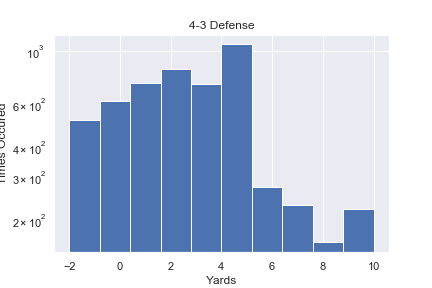 4-3 Defense
10³
6 × 10²
4 × 10²
3 × 10²
2 × 10²
Times Occured
−2 0 2 4 6 8 10
Yards